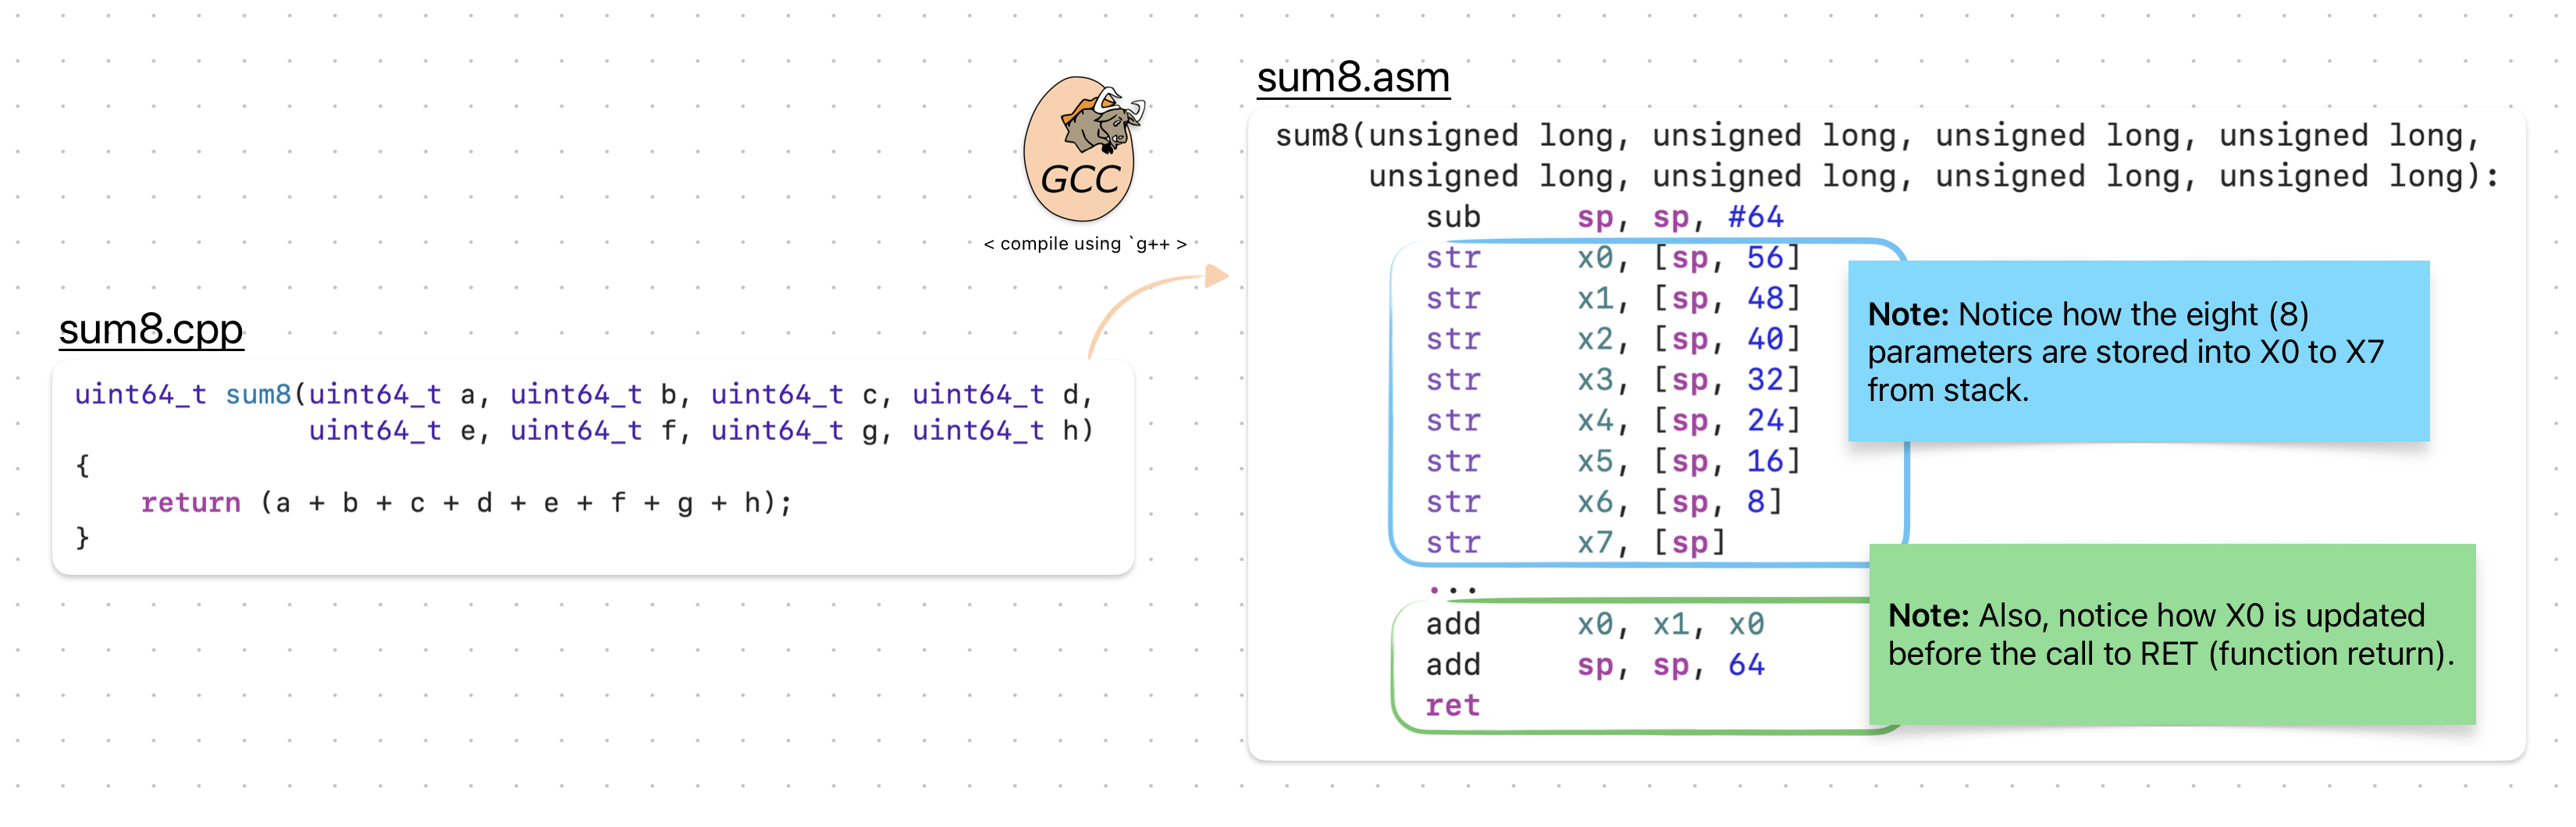 sum8.cpp
uint64_t sum8(uint64_t a, uint64_t b, uint64_t c, uint64_t d,
uint64_t e, uint64_t f, uint64_t g, uint64_t h)
{
return (a + b + c + d + e + f + g + h);
}
GCC
< compile using `g++ >
sum8.asm
sum8(unsigned long, unsigned long, unsigned long, unsigned long,
unsigned long, unsigned long, unsigned long, unsigned long):
sub sp, sp, #64
str x0, [sp, 56]
str x1, [sp, 48]
str x2, [sp, 40]
str x3, [sp, 32]
str x4, [sp, 24]
str x5, [sp, 16]
str x6, [sp, 8]
str x7, [sp]
...
add x0, x1, x0
add sp, sp, 64
ret
Note: Notice how the eight (8)
parameters are stored into X0 to X7
from stack.
Note: Also, notice how X0 is updated
before the call to RET (function return).